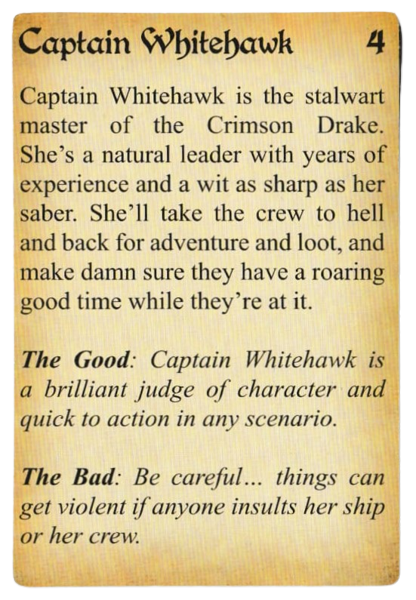 Captain Whitehawk 4
Captain Whitehawk is the stalwart
master of the Crimson Drake.
She's a natural leader with years of
experience and a wit as sharp as her
saber. She'll take the crew to hell
and back for adventure and loot, and
make damn sure they have a roaring
good time while they're at it.
The Good: Captain Whitehawk is
a brilliant judge of character and
quick to action in any scenario.
The Bad: Be careful... things can
get violent if anyone insults her ship
or her crew.